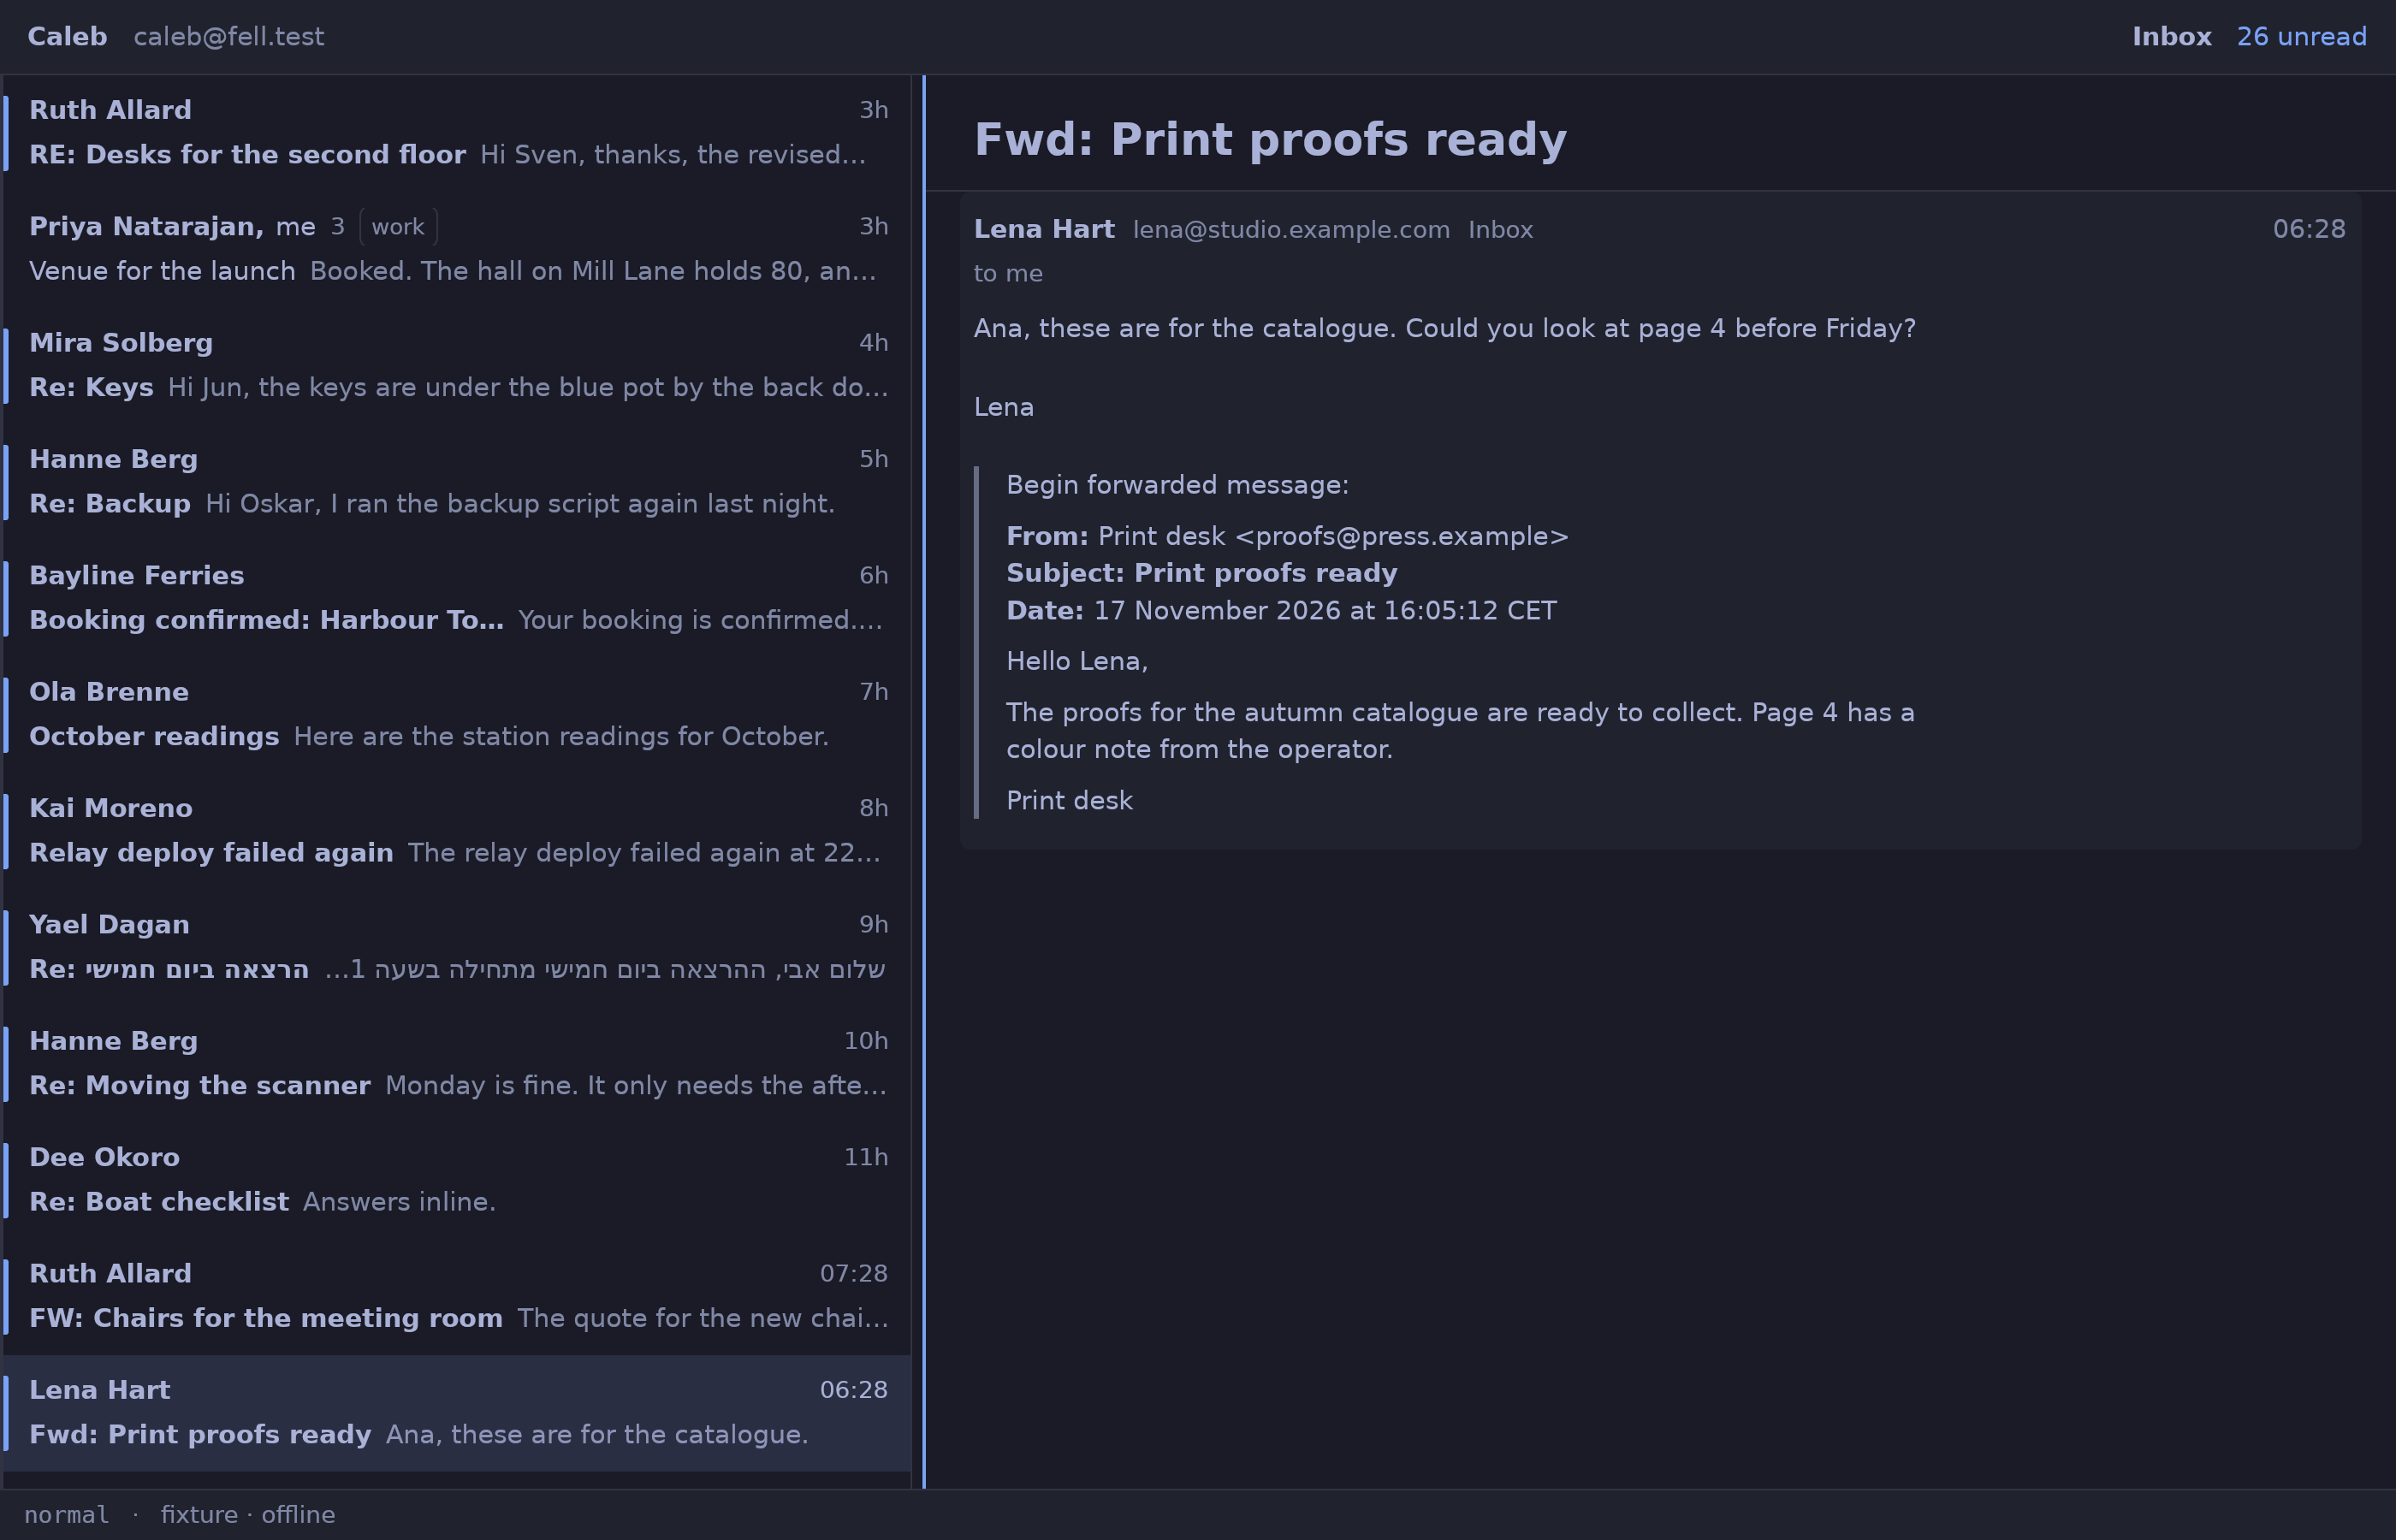 Caleb caleb@fell.test
Inbox 26 unread
Ruth Allard 3h
RE: Desks for the second floor Hi Sven, thanks, the revised…
Priya Natarajan, me 3 work 3h
Venue for the launch Booked. The hall on Mill Lane holds 80, an…
Mira Solberg 4h
Re: Keys Hi Jun, the keys are under the blue pot by the back do…
Hanne Berg 5h
Re: Backup Hi Oskar, I ran the backup script again last night.
Bayline Ferries 6h
Booking confirmed: Harbour To… Your booking is confirmed.…
Ola Brenne 7h
October readings Here are the station readings for October.
Kai Moreno 8h
Relay deploy failed again The relay deploy failed again at 22…
Yael Dagan 9h
Re: הרצאה ביום חמישי שלום אבי, ההרצאה ביום חמישי מתחילה בשעה 1…
Hanne Berg 10h
Re: Moving the scanner Monday is fine. It only needs the afte…
Dee Okoro 11h
Re: Boat checklist Answers inline.
Ruth Allard 07:28
FW: Chairs for the meeting room The quote for the new chai…
Lena Hart 06:28
Fwd: Print proofs ready Ana, these are for the catalogue.
Fwd: Print proofs ready
Lena Hart lena@studio.example.com Inbox 06:28
to me
Ana, these are for the catalogue. Could you look at page 4 before Friday?
Lena
Begin forwarded message:
From: Print desk <proofs@press.example>
Subject: Print proofs ready
Date: 17 November 2026 at 16:05:12 CET
Hello Lena,
The proofs for the autumn catalogue are ready to collect. Page 4 has a
colour note from the operator.
Print desk
normal · fixture · offline